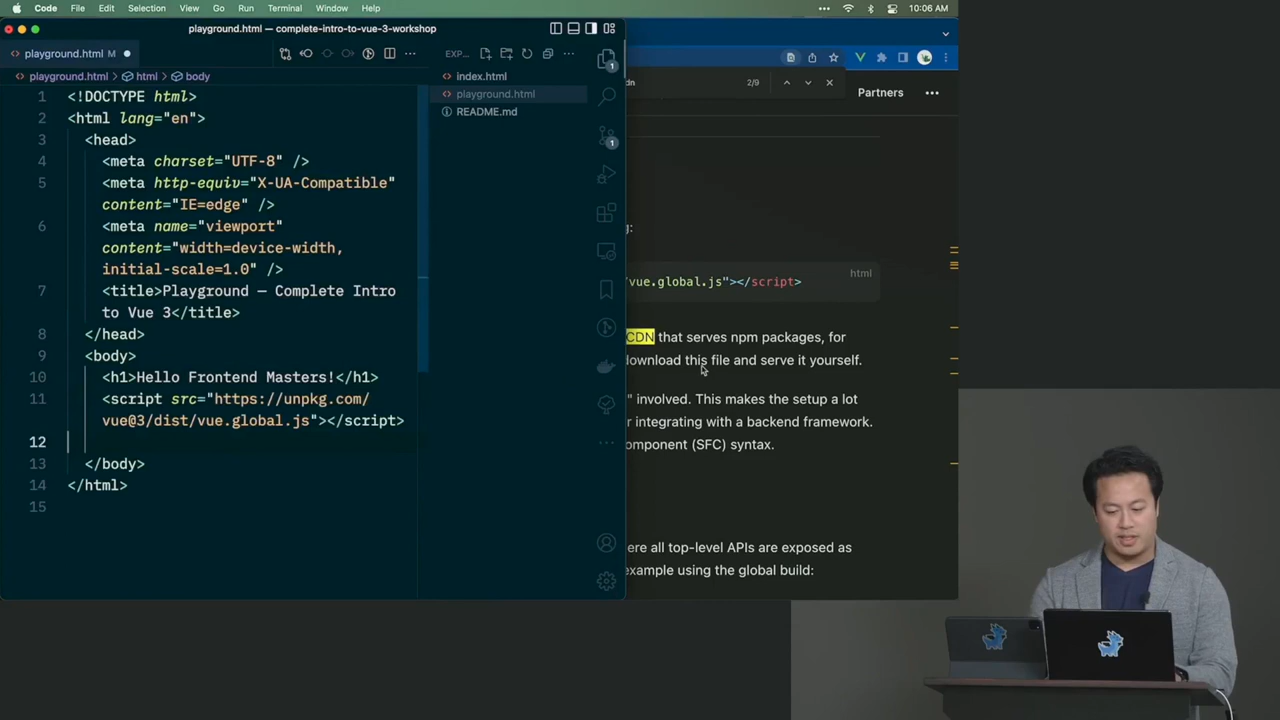 Code File Edit Selection View Go Run Terminal Window Help
10:06 AM
playground.html — complete-intro-to-vue-3-workshop
playground.html M
EXP...
playground.html > html > body
index.html
playground.html
README.md
1 <!DOCTYPE html>
2 <html lang="en">
3 <head>
4 <meta charset="UTF-8" />
5 <meta http-equiv="X-UA-Compatible"
content="IE=edge" />
6 <meta name="viewport"
content="width=device-width,
initial-scale=1.0" />
7 <title>Playground – Complete Intro
to Vue 3</title>
8 </head>
9 <body>
10 <h1>Hello Frontend Masters!</h1>
11 <script src="https://unpkg.com/
vue@3/dist/vue.global.js"></script>
12
13 </body>
14 </html>
15
1
1
dn
2/9
Partners
g:
html
/vue.global.js"></script>
CDN that serves npm packages, for
ownload this file and serve it yourself.
" involved. This makes the setup a lot
r integrating with a backend framework.
omponent (SFC) syntax.
ere all top-level APIs are exposed as
example using the global build: